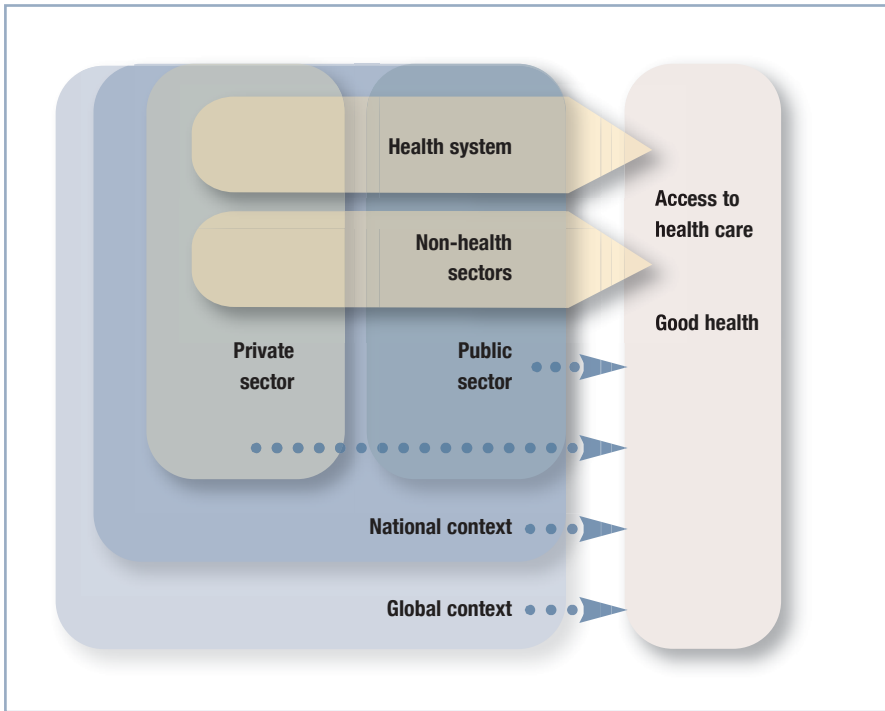 Health system
Access to
health care
Non-health
sectors
Good health
Private
sector
Public
sector
National context
Global context